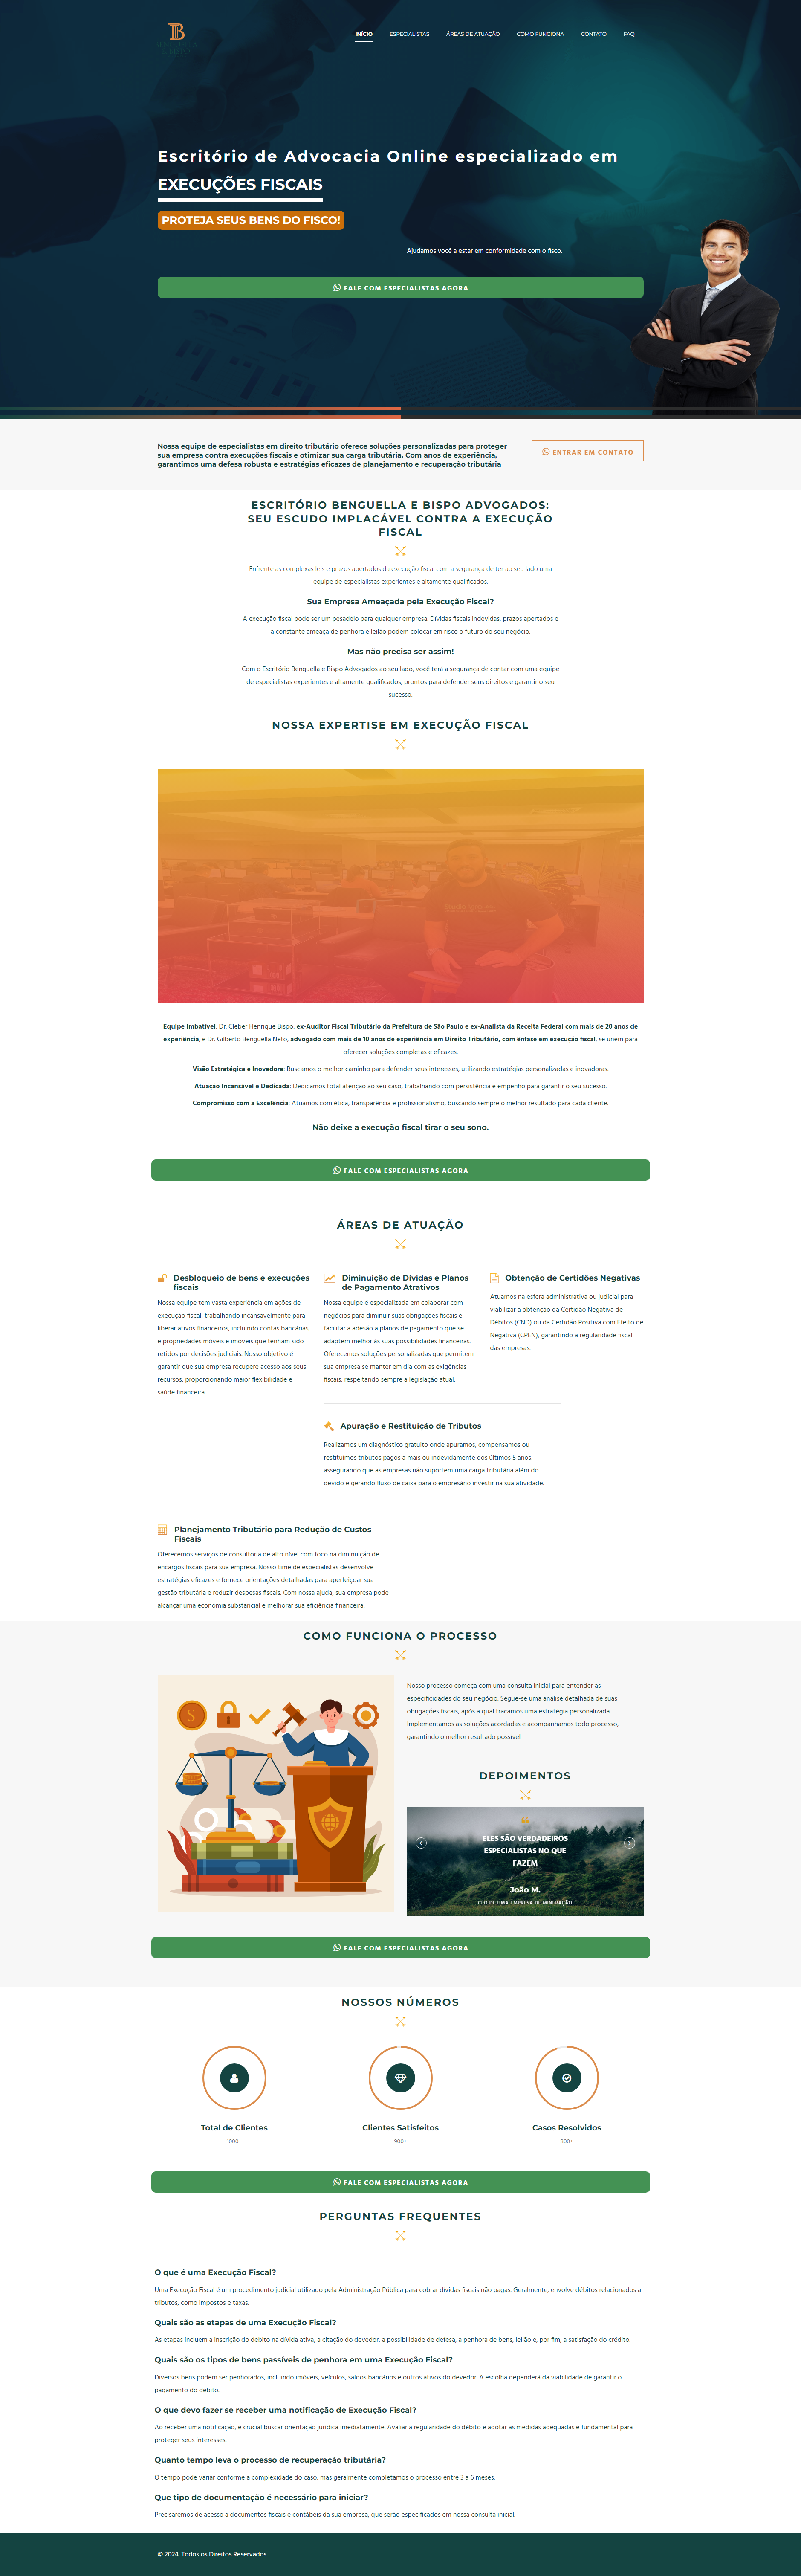 B
INÍCIO
ESPECIALISTAS
ÁREAS DE ATUAÇÃO
COMO FUNCIONA
CONTATO
FAQ
Escritório de Advocacia Online especializado em
EXECUÇÕES FISCAIS
PROTEJA SEUS BENS DO FISCO!
Ajudamos você a estar em conformidade com o fisco.
FALE COM ESPECIALISTAS AGORA
Nossa equipe de especialistas em direito tributário oferece soluções personalizadas para proteger
sua empresa contra execuções fiscais e otimizar sua carga tributária. Com anos de experiência,
garantimos uma defesa robusta e estratégias eficazes de planejamento e recuperação tributária
ENTRAR EM CONTATO
ESCRITÓRIO BENGUELLA E BISPO ADVOGADOS:
SEU ESCUDO IMPLACÁVEL CONTRA A EXECUÇÃO
FISCAL
Enfrente as complexas leis e prazos apertados da execução fiscal com a segurança de ter ao seu lado uma
equipe de especialistas experientes e altamente qualificados.
Sua Empresa Ameaçada pela Execução Fiscal?
A execução fiscal pode ser um pesadelo para qualquer empresa. Dívidas fiscais indevidas, prazos apertados e
a constante ameaça de penhora e leilão podem colocar em risco o futuro do seu negócio.
Mas não precisa ser assim!
Com o Escritório Benguella e Bispo Advogados ao seu lado, você terá a segurança de contar com uma equipe
de especialistas experientes e altamente qualificados, prontos para defender seus direitos e garantir o seu
sucesso.
NOSSA EXPERTISE EM EXECUÇÃO FISCAL
Equipe Imbatível: Dr. Cleber Henrique Bispo, ex-Auditor Fiscal Tributário da Prefeitura de São Paulo e ex-Analista da Receita Federal com mais de 20 anos de
experiência, e Dr. Gilberto Benguella Neto, advogado com mais de 10 anos de experiência em Direito Tributário, com ênfase em execução fiscal, se unem para
oferecer soluções completas e eficazes.
Visão Estratégica e Inovadora: Buscamos o melhor caminho para defender seus interesses, utilizando estratégias personalizadas e inovadoras.
Atuação Incansável e Dedicada: Dedicamos total atenção ao seu caso, trabalhando com persistência e empenho para garantir o seu sucesso.
Compromisso com a Excelência: Atuamos com ética, transparência e profissionalismo, buscando sempre o melhor resultado para cada cliente.
Não deixe a execução fiscal tirar o seu sono.
FALE COM ESPECIALISTAS AGORA
ÁREAS DE ATUAÇÃO
Desbloqueio de bens e execuções
fiscais
Nossa equipe tem vasta experiência em ações de
execução fiscal, trabalhando incansavelmente para
liberar ativos financeiros, incluindo contas bancárias,
e propriedades móveis e imóveis que tenham sido
retidos por decisões judiciais. Nosso objetivo é
garantir que sua empresa recupere acesso aos seus
recursos, proporcionando maior flexibilidade e
saúde financeira.
Diminuição de Dívidas e Planos
de Pagamento Atrativos
Nossa equipe é especializada em colaborar com
negócios para diminuir suas obrigações fiscais e
facilitar a adesão a planos de pagamento que se
adaptem melhor às suas possibilidades financeiras.
Oferecemos soluções personalizadas que permitem
sua empresa se manter em dia com as exigências
fiscais, respeitando sempre a legislação atual.
Obtenção de Certidões Negativas
Atuamos na esfera administrativa ou judicial para
viabilizar a obtenção da Certidão Negativa de
Débitos (CND) ou da Certidão Positiva com Efeito de
Negativa (CPEN), garantindo a regularidade fiscal
das empresas.
Apuração e Restituição de Tributos
Realizamos um diagnóstico gratuito onde apuramos, compensamos ou
restituímos tributos pagos a mais ou indevidamente dos últimos 5 anos,
assegurando que as empresas não suportem uma carga tributária além do
devido e gerando fluxo de caixa para o empresário investir na sua atividade.
Planejamento Tributário para Redução de Custos
Fiscais
Oferecemos serviços de consultoria de alto nível com foco na diminuição de
encargos fiscais para sua empresa. Nosso time de especialistas desenvolve
estratégias eficazes e fornece orientações detalhadas para aperfeiçoar sua
gestão tributária e reduzir despesas fiscais. Com nossa ajuda, sua empresa pode
alcançar uma economia substancial e melhorar sua eficiência financeira.
COMO FUNCIONA O PROCESSO
$
Nosso processo começa com uma consulta inicial para entender as
especificidades do seu negócio. Segue-se uma análise detalhada de suas
obrigações fiscais, após a qual traçamos uma estratégia personalizada.
Implementamos as soluções acordadas e acompanhamos todo processo,
garantindo o melhor resultado possível
DEPOIMENTOS
ELES SÃO VERDADEIROS
ESPECIALISTAS NO QUE
FAZEM
João M.
CEO DE UMA EMPRESA DE MINERAÇÃO
FALE COM ESPECIALISTAS AGORA
NOSSOS NÚMEROS
Total de Clientes
1000+
Clientes Satisfeitos
900+
Casos Resolvidos
800+
FALE COM ESPECIALISTAS AGORA
PERGUNTAS FREQUENTES
O que é uma Execução Fiscal?
Uma Execução Fiscal é um procedimento judicial utilizado pela Administração Pública para cobrar dívidas fiscais não pagas. Geralmente, envolve débitos relacionados a
tributos, como impostos e taxas.
Quais são as etapas de uma Execução Fiscal?
As etapas incluem a inscrição do débito na dívida ativa, a citação do devedor, a possibilidade de defesa, a penhora de bens, leilão e, por fim, a satisfação do crédito.
Quais são os tipos de bens passíveis de penhora em uma Execução Fiscal?
Diversos bens podem ser penhorados, incluindo imóveis, veículos, saldos bancários e outros ativos do devedor. A escolha dependerá da viabilidade de garantir o
pagamento do débito.
O que devo fazer se receber uma notificação de Execução Fiscal?
Ao receber uma notificação, é crucial buscar orientação jurídica imediatamente. Avaliar a regularidade do débito e adotar as medidas adequadas é fundamental para
proteger seus interesses.
Quanto tempo leva o processo de recuperação tributária?
O tempo pode variar conforme a complexidade do caso, mas geralmente completamos o processo entre 3 a 6 meses.
Que tipo de documentação é necessário para iniciar?
Precisaremos de acesso a documentos fiscais e contábeis da sua empresa, que serão especificados em nossa consulta inicial.
© 2024. Todos os Direitos Reservados.